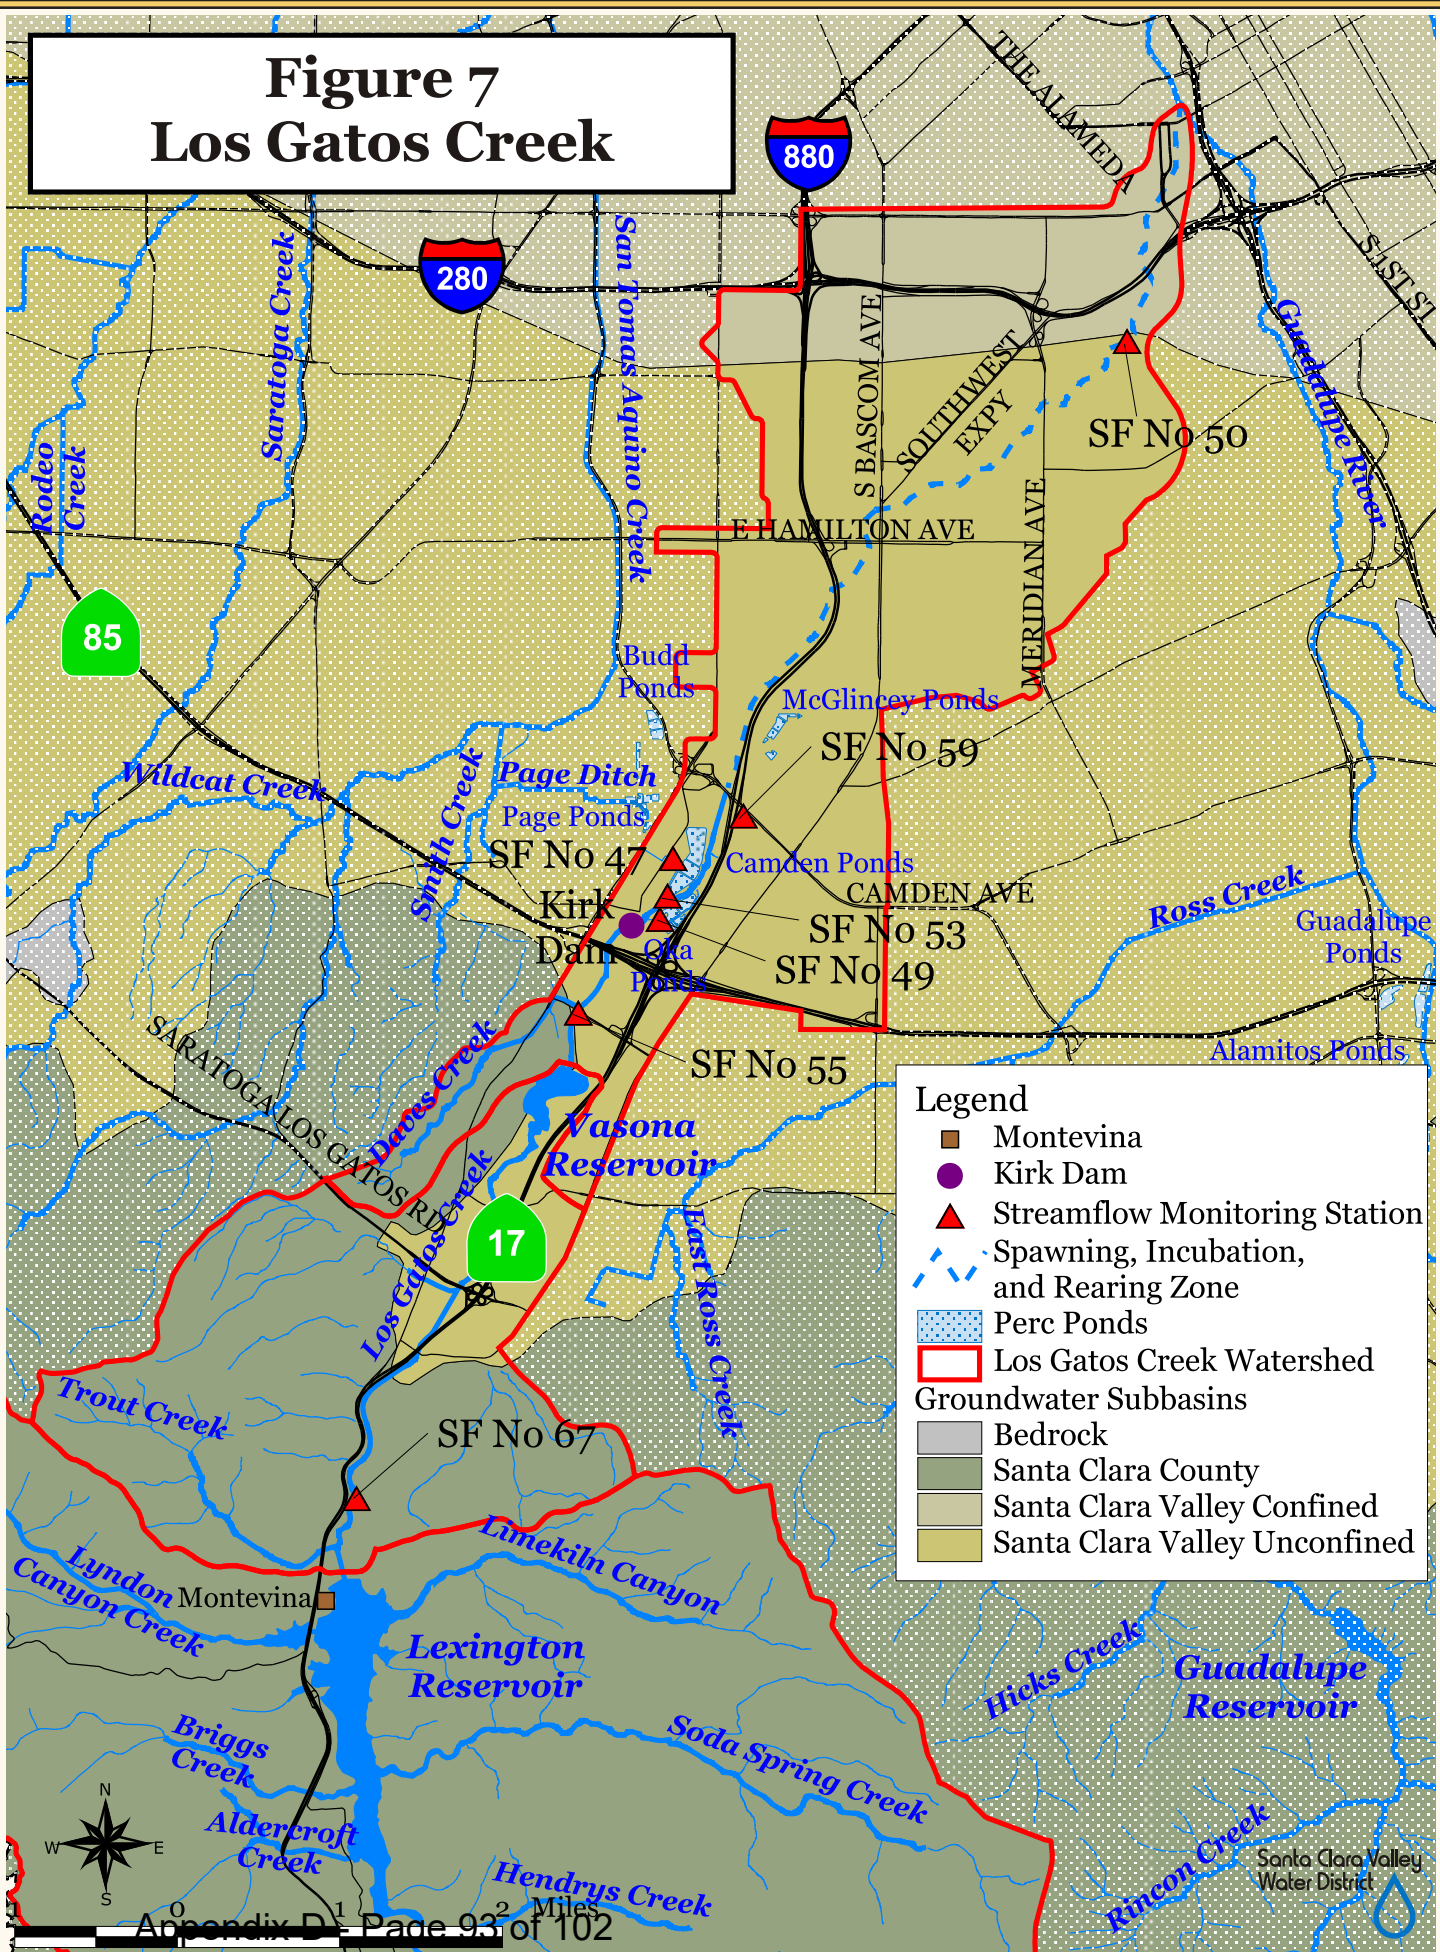 Figure 7
Los Gatos Creek
THE ALAMEDA
880
280
S 1ST ST
Saratoga Creek
San Tomas Aquino Creek
Guadalupe River
S BASCOM AVE
SOUTHWEST
EXPY
SF No 50
Rodeo
Creek
E HAMILTON AVE
MERIDIAN AVE
85
Budd
Ponds
McGlincey Ponds
SF No 59
Wildcat Creek
Page Ditch
Smith Creek
Page Ponds
SF No 47
Camden Ponds
CAMDEN AVE
Kirk
Dam
SF No 53
Oka
Ponds
SF No 49
Ross Creek
Guadalupe
Ponds
SARATOGA LOS GATOS RD
Daves Creek
SF No 55
Alamitos Ponds
Vasona
Reservoir
Los Gatos Creek
17
East Ross Creek
Legend
Montevina
Kirk Dam
Streamflow Monitoring Station
Spawning, Incubation,
and Rearing Zone
Perc Ponds
Los Gatos Creek Watershed
Groundwater Subbasins
Bedrock
Santa Clara County
Santa Clara Valley Confined
Santa Clara Valley Unconfined
Trout Creek
SF No 67
Limekiln Canyon
Lyndon
Canyon Creek
Montevina
Lexington
Reservoir
Hicks Creek
Guadalupe
Reservoir
Briggs
Creek
Soda Spring Creek
Aldercroft
Creek
Hendrys Creek
Rincon Creek
N
W
E
S
Santa Clara Valley
Water District
1 0 1 2 Miles
Appendix D - Page 93 of 102